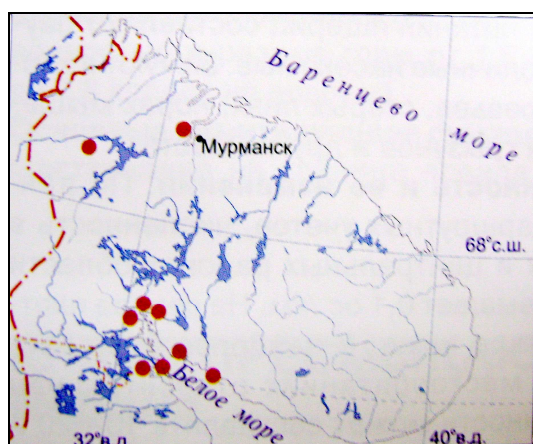 Баренцево море
Мурманск
68°с.ш.
Белое море
32°в.д.
40°в.д.